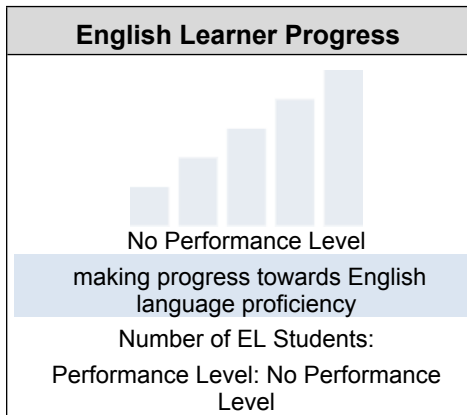 English Learner Progress
No Performance Level
making progress towards English
language proficiency
Number of EL Students:
Performance Level: No Performance
Level